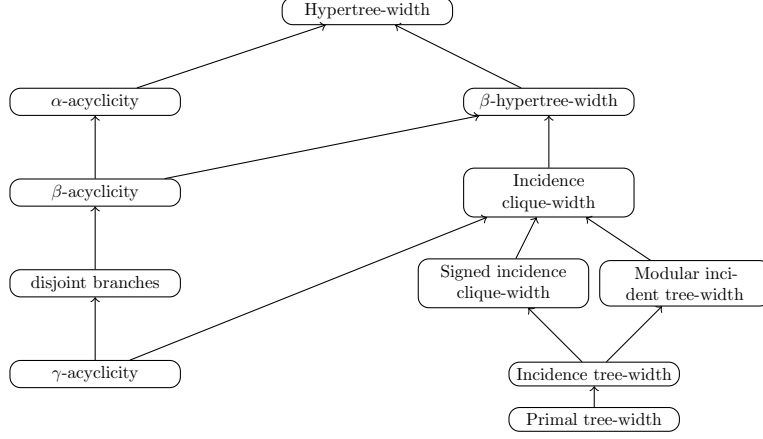 Hypertree-width
α-acyclicity
β-hypertree-width
β-acyclicity
Incidence
clique-width
disjoint branches
Signed incidence
clique-width
Modular inci-
dent tree-width
γ-acyclicity
Incidence tree-width
Primal tree-width